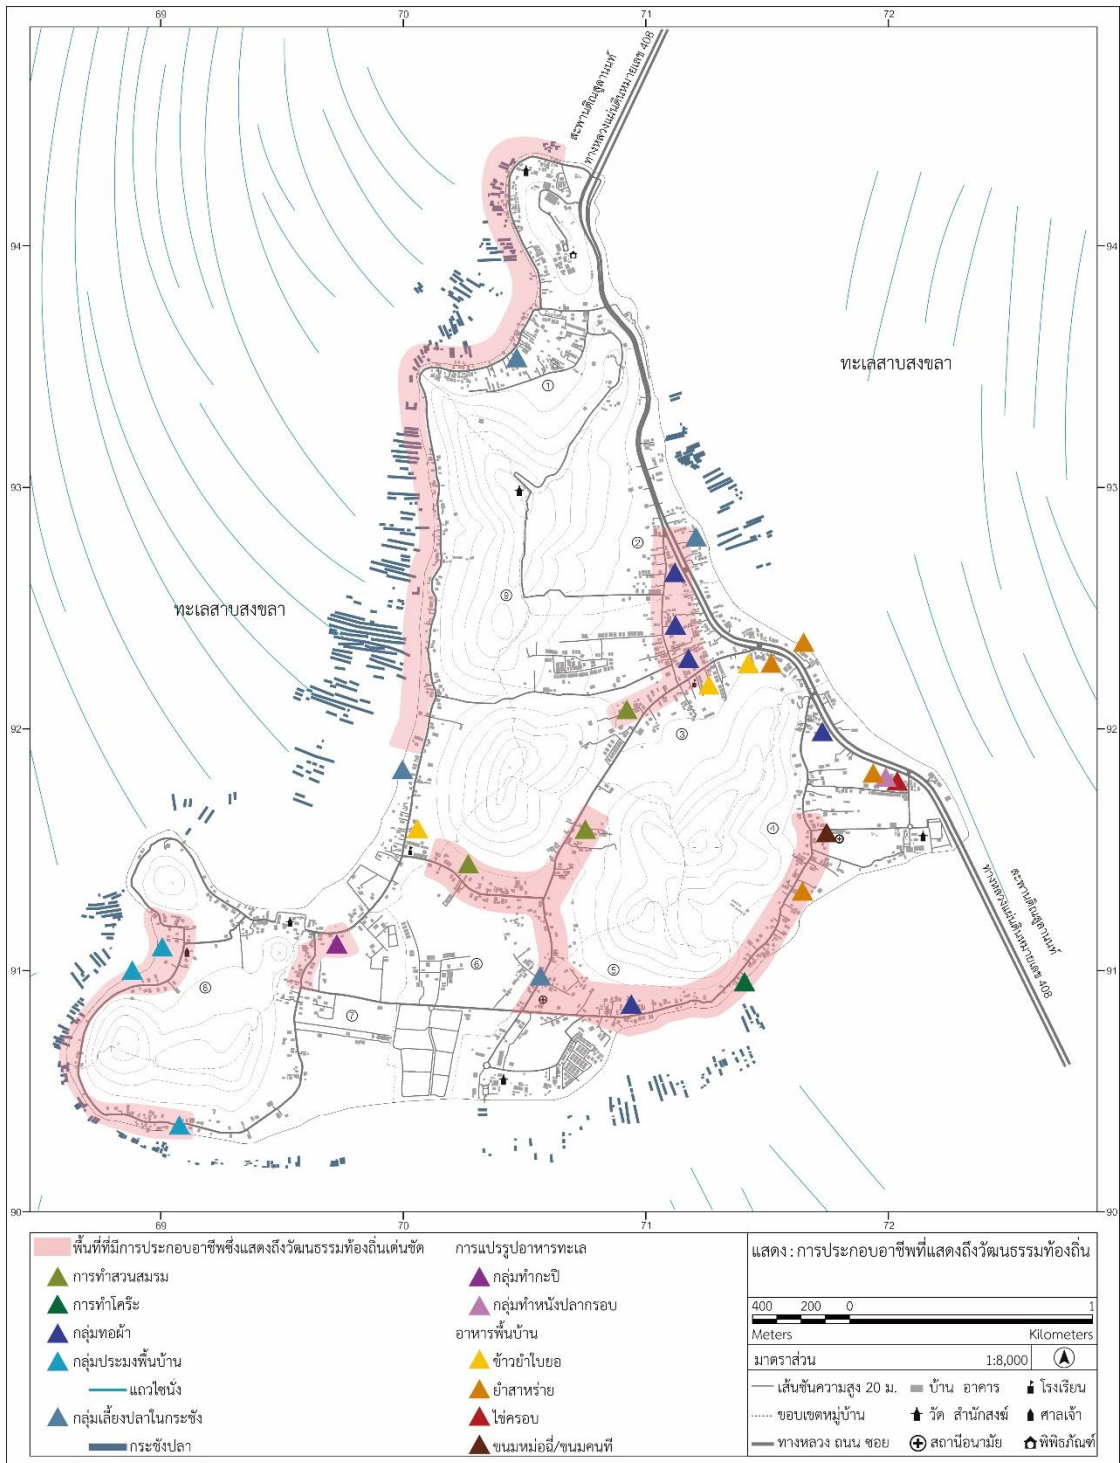 69 70 71 72
สะพานติณสูลานนท์
ทางหลวงแผ่นดินหมายเลข 408
94 94
ทะเลสาบสงขลา
①
93 93
②
⑨
ทะเลสาบสงขลา
92 92
③
④
สะพานติณสูลานนท์
ทางหลวงแผ่นดินหมายเลข 408
91 91
⑤
⑥
⑧
⑦
90 90
69 70 71 72
พื้นที่ที่มีการประกอบอาชีพซึ่งแสดงถึงวัฒนธรรมท้องถิ่นเด่นชัด
การทำสวนสมรม
การทำโคร๊ะ
กลุ่มทอผ้า
กลุ่มประมงพื้นบ้าน
แถวไซนั่ง
กลุ่มเลี้ยงปลาในกระชัง
กระชังปลา
การแปรรูปอาหารทะเล
กลุ่มทำกะปิ
กลุ่มทำหนังปลากรอบ
อาหารพื้นบ้าน
ข้าวยำใบยอ
ยำสาหร่าย
ไข่ครอบ
ขนมหม่อฉี่/ขนมคนที
แสดง : การประกอบอาชีพที่แสดงถึงวัฒนธรรมท้องถิ่น
400 200 0 1
Meters Kilometers
มาตราส่วน 1:8,000
เส้นชันความสูง 20 ม. บ้าน อาคาร โรงเรียน
ขอบเขตหมู่บ้าน วัด สำนักสงฆ์ ศาลเจ้า
ทางหลวง ถนน ซอย สถานีอนามัย พิพิธภัณฑ์